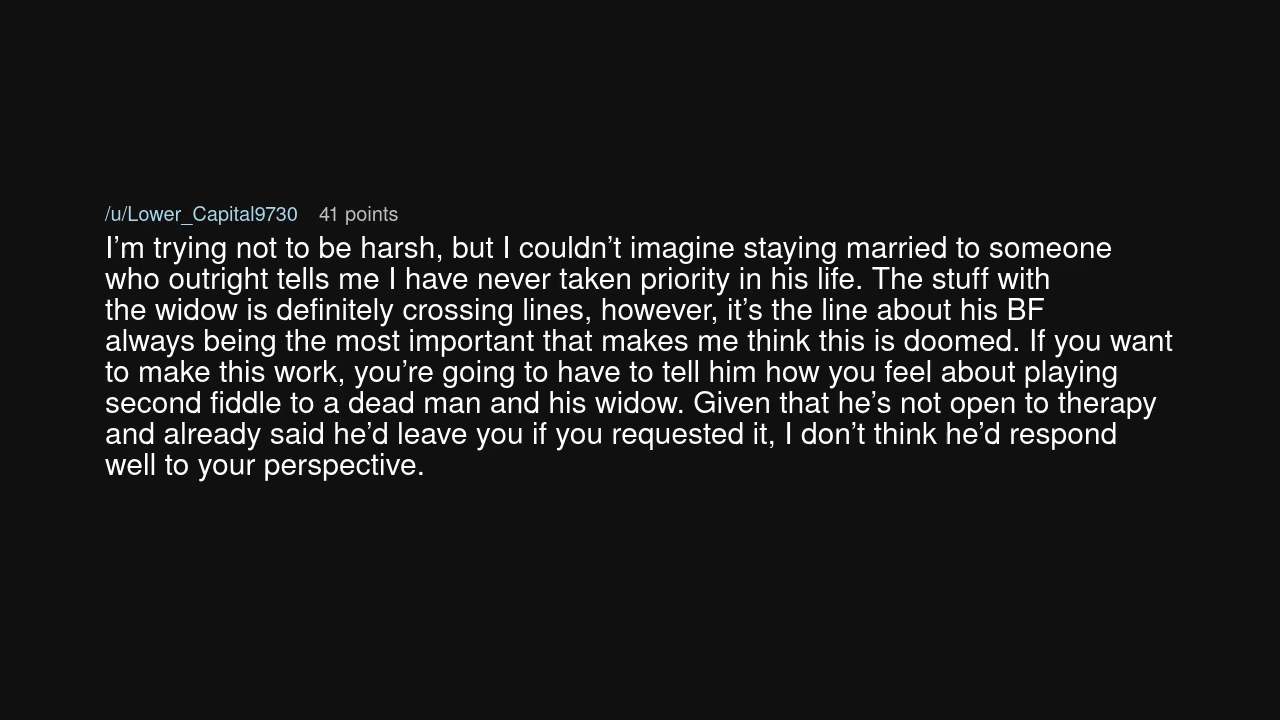 /u/Lower_Capital9730 41 points
I’m trying not to be harsh, but I couldn’t imagine staying married to someone
who outright tells me I have never taken priority in his life. The stuff with
the widow is definitely crossing lines, however, it’s the line about his BF
always being the most important that makes me think this is doomed. If you want
to make this work, you’re going to have to tell him how you feel about playing
second fiddle to a dead man and his widow. Given that he’s not open to therapy
and already said he’d leave you if you requested it, I don’t think he’d respond
well to your perspective.